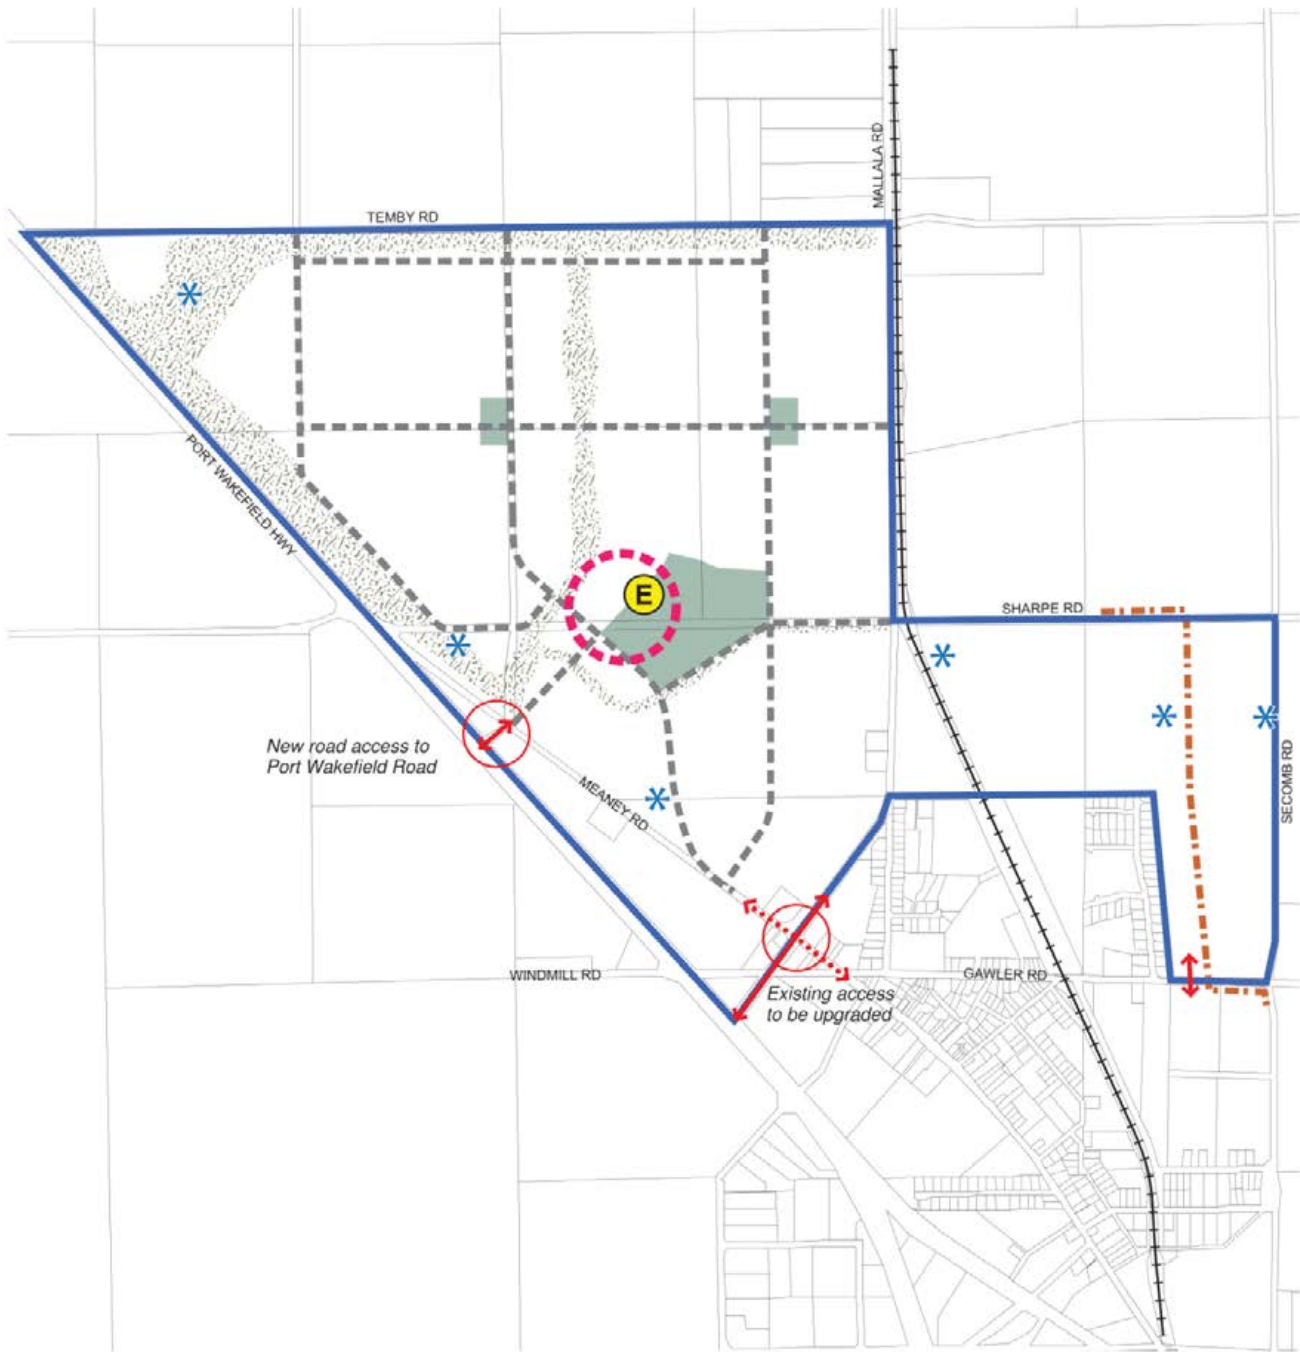 MALLALA RD
TEMBY RD
PORT WAKEFIELD HWY
E
SHARPE RD
New road access to
Port Wakefield Road
MEANEY RD
SECOMB RD
WINDMILL RD
GAWLER RD
Existing access
to be upgraded